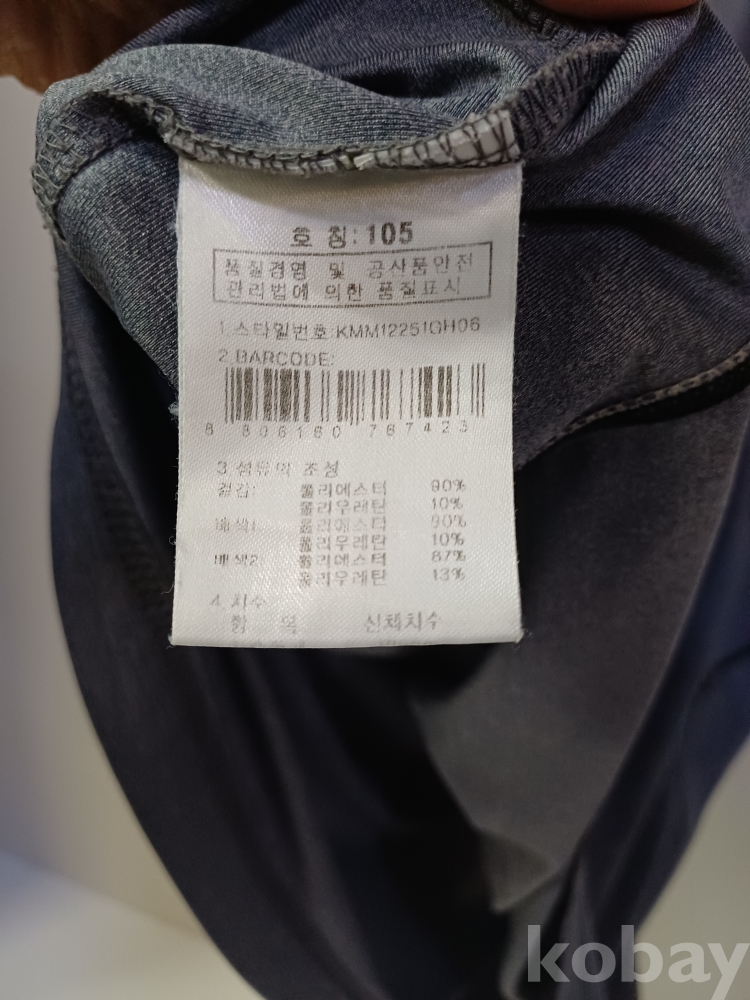 호 칭: 105
품질경영 및 공산품안전
관리법에 의한 품질표시
1.스타일번호:KMM12251GH06
2.BARCODE:
8 806180 767423
3.섬유의 조성
겉감: 폴리에스터 90%
폴리우레탄 10%
배색1: 폴리에스터 90%
폴리우레탄 10%
배색2: 폴리에스터 87%
폴리우레탄 13%
4.치수
항 목 신체치수
kobay